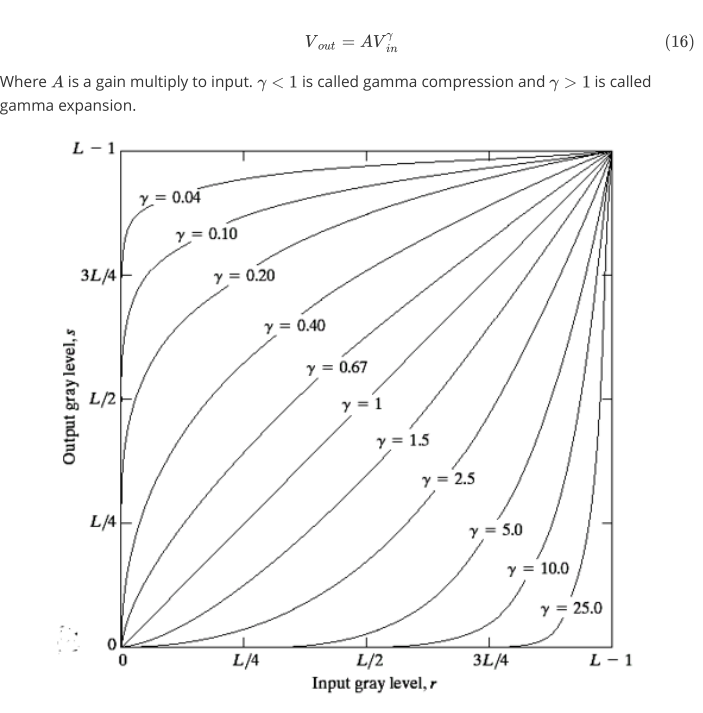 V_out = AV_in^γ (16)
Where A is a gain multiply to input. γ < 1 is called gamma compression and γ > 1 is called
gamma expansion.
L − 1
γ = 0.04
γ = 0.10
3L/4
γ = 0.20
γ = 0.40
γ = 0.67
L/2
γ = 1
γ = 1.5
γ = 2.5
L/4
γ = 5.0
γ = 10.0
γ = 25.0
0
Output gray level, s
0 L/4 L/2 3L/4 L − 1
Input gray level, r